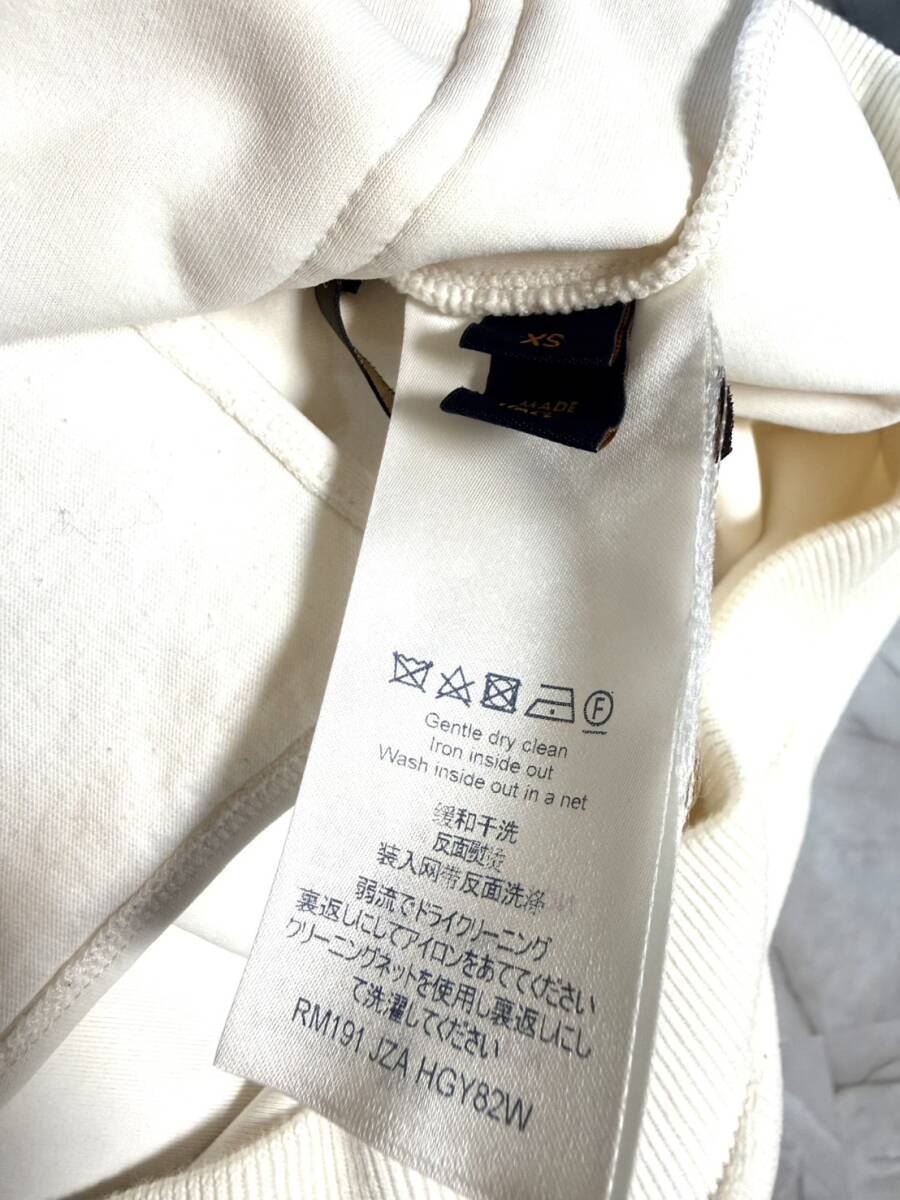 XS
MADE
F
Gentle dry clean
Iron inside out
Wash inside out in a net
缓和干洗
反面熨烫
装入网带反面洗涤
弱流でドライクリーニング
裏返しにしてアイロンをあててください
クリーニングネットを使用し裏返しにし
て洗濯してください
RM191 JZA HGY82W